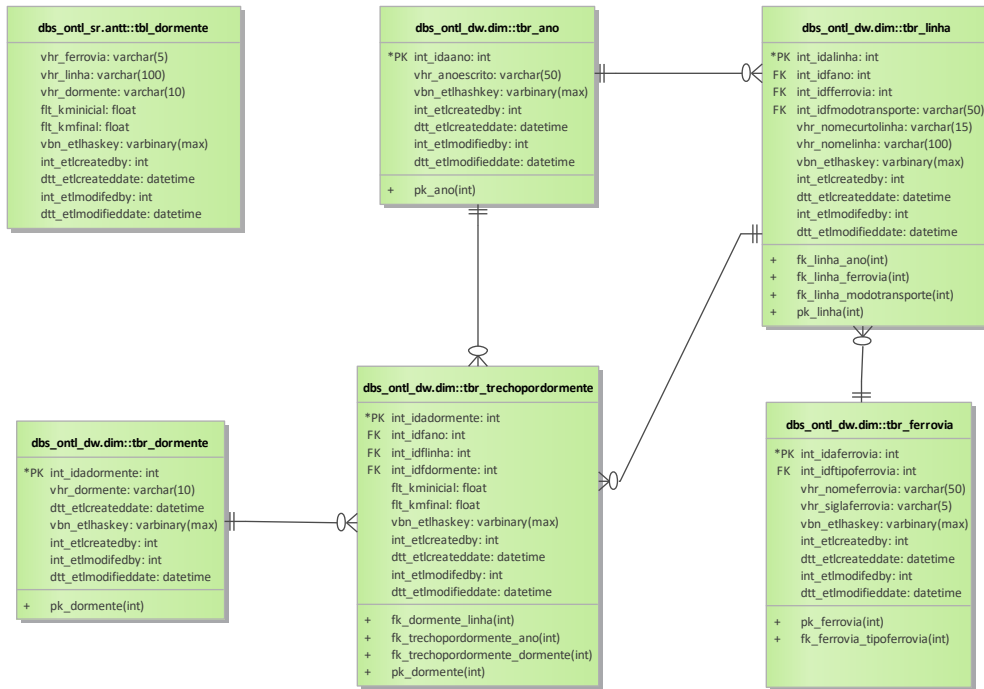 dbs_ontl_sr.antt::tbl_dormente
vhr_ferrovia: varchar(5)
vhr_linha: varchar(100)
vhr_dormente: varchar(10)
flt_kminicial: float
flt_kmfinal: float
vbn_etlhaskey: varbinary(max)
int_etlcreatedby: int
dtt_etlcreateddate: datetime
int_etlmodifedby: int
dtt_etlmodifieddate: datetime
dbs_ontl_dw.dim::tbr_ano
*PK int_idaano: int
vhr_anoescrito: varchar(50)
vbn_etlhashkey: varbinary(max)
int_etlcreatedby: int
dtt_etlcreateddate: datetime
int_etlmodifiedby: int
dtt_etlmodifieddate: datetime
+ pk_ano(int)
dbs_ontl_dw.dim::tbr_linha
*PK int_idalinha: int
FK int_idfano: int
FK int_idfferrovia: int
FK int_idfmodotransporte: varchar(50)
vhr_nomecurtolinha: varchar(15)
vhr_nomelinha: varchar(100)
vbn_etlhaskey: varbinary(max)
int_etlcreatedby: int
dtt_etlcreateddate: datetime
int_etlmodifedby: int
dtt_etlmodifieddate: datetime
+ fk_linha_ano(int)
+ fk_linha_ferrovia(int)
+ fk_linha_modotransporte(int)
+ pk_linha(int)
dbs_ontl_dw.dim::tbr_dormente
*PK int_idadormente: int
vhr_dormente: varchar(10)
dtt_etlcreateddate: datetime
vbn_etlhaskey: varbinary(max)
int_etlcreatedby: int
int_etlmodifedby: int
dtt_etlmodifieddate: datetime
+ pk_dormente(int)
dbs_ontl_dw.dim::tbr_trechopordormente
*PK int_idadormente: int
FK int_idfano: int
FK int_idflinha: int
FK int_idfdormente: int
flt_kminicial: float
flt_kmfinal: float
vbn_etlhaskey: varbinary(max)
int_etlcreatedby: int
dtt_etlcreateddate: datetime
int_etlmodifedby: int
dtt_etlmodifieddate: datetime
+ fk_dormente_linha(int)
+ fk_trechopordormente_ano(int)
+ fk_trechopordormente_dormente(int)
+ pk_dormente(int)
dbs_ontl_dw.dim::tbr_ferrovia
*PK int_idaferrovia: int
FK int_idftipoferrovia: int
vhr_nomeferrovia: varchar(50)
vhr_siglaferrovia: varchar(5)
vbn_etlhaskey: varbinary(max)
int_etlcreatedby: int
dtt_etlcreateddate: datetime
int_etlmodifedby: int
dtt_etlmodifieddate: datetime
+ pk_ferrovia(int)
+ fk_ferrovia_tipoferrovia(int)